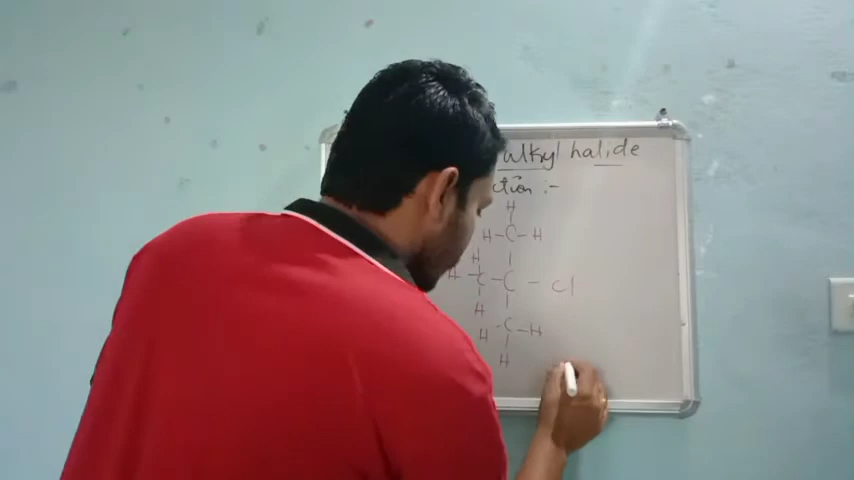 alkyl halide
ction :-
H
H-C-H
H
H-C-C-Cl
H
H-C-H
H